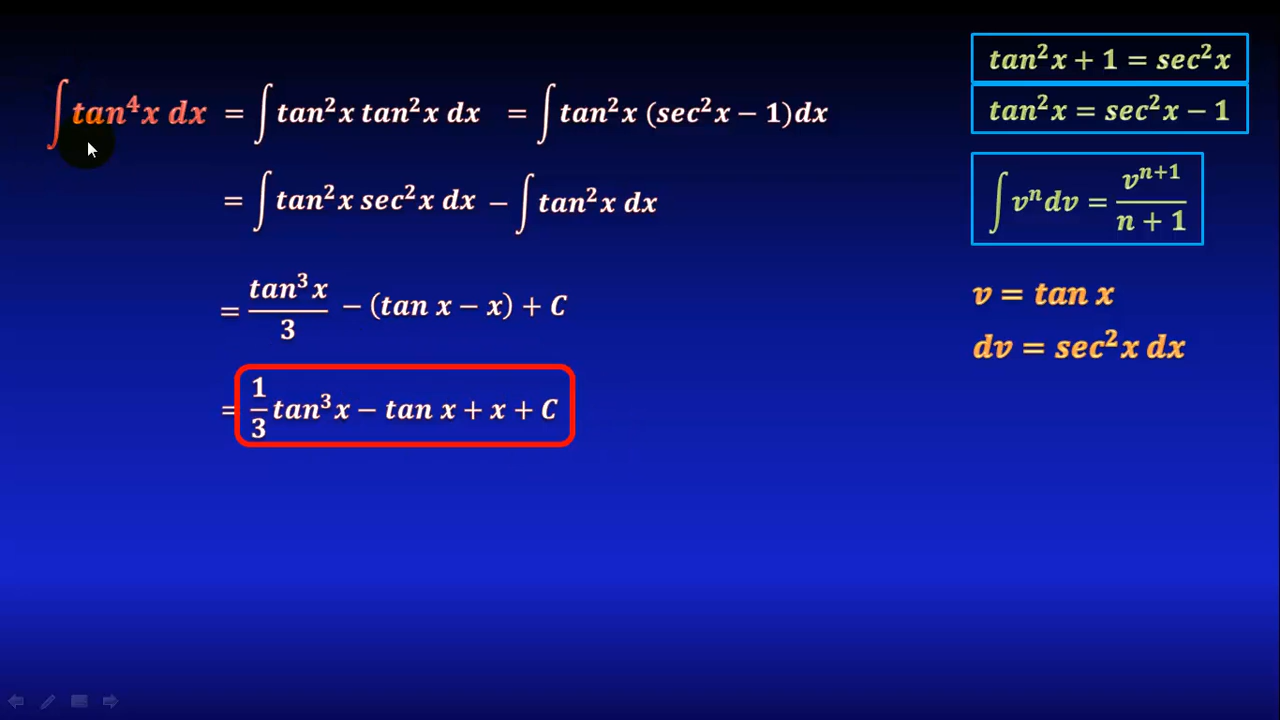 ∫tan⁴x dx = ∫tan²x tan²x dx = ∫tan²x (sec²x − 1)dx
= ∫tan²x sec²x dx − ∫tan²x dx
= tan³x/3 − (tan x − x) + C
= 1/3 tan³x − tan x + x + C
tan²x + 1 = sec²x
tan²x = sec²x − 1
∫vⁿdv = vⁿ⁺¹/n + 1
v = tan x
dv = sec²x dx